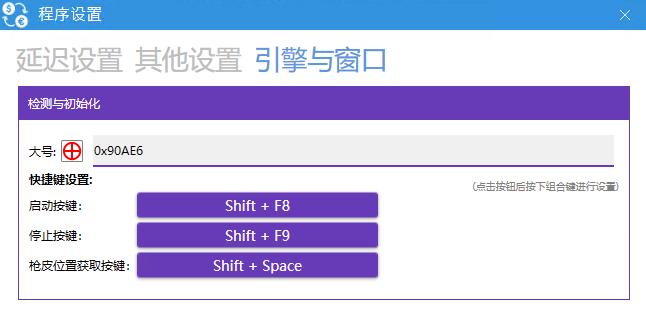 程序设置
延迟设置 其他设置 引擎与窗口
检测与初始化
大号: 0x90AE6
快捷键设置:
(点击按钮后按下组合键进行设置)
启动按键: Shift + F8
停止按键: Shift + F9
枪皮位置获取按键: Shift + Space